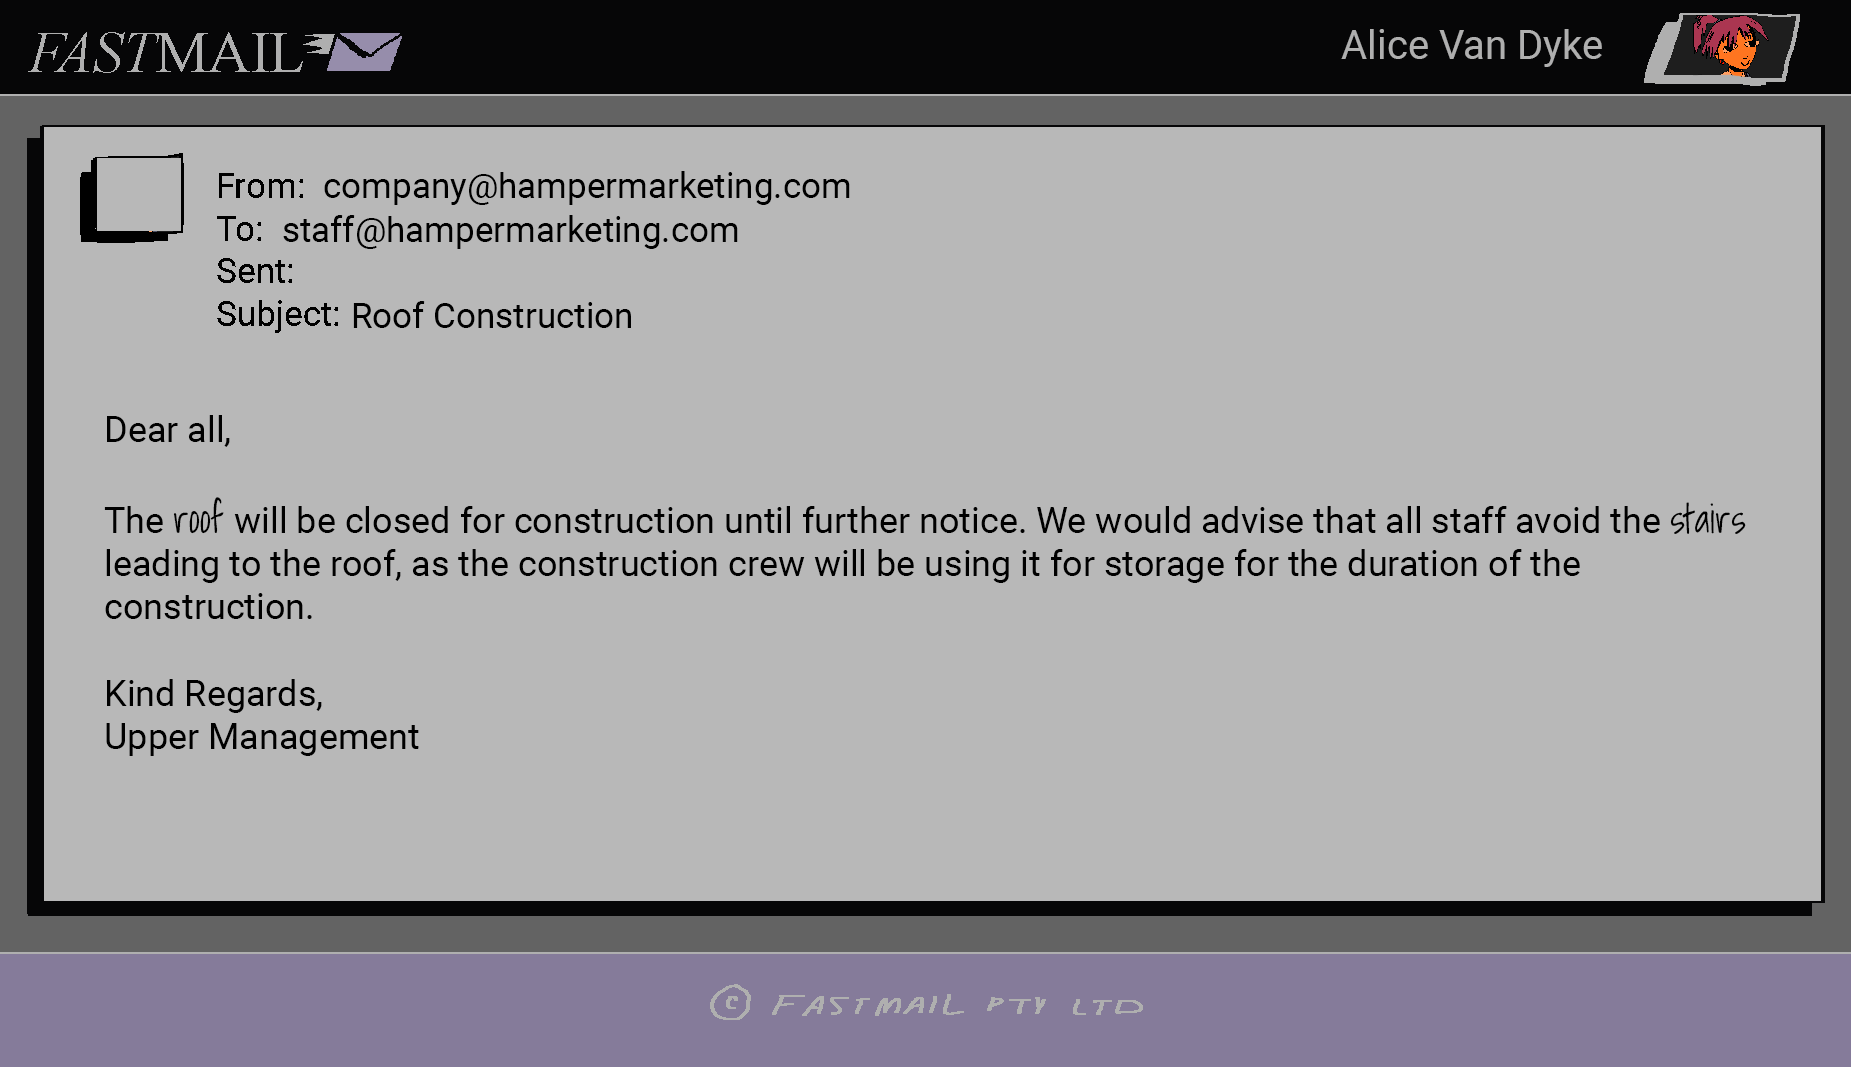 FASTMAIL
Alice Van Dyke
From: company@hampermarketing.com
To: staff@hampermarketing.com
Sent:
Subject: Roof Construction
Dear all,
The roof will be closed for construction until further notice. We would advise that all staff avoid the stairs
leading to the roof, as the construction crew will be using it for storage for the duration of the
construction.
Kind Regards,
Upper Management
© FASTMAIL PTY LTD